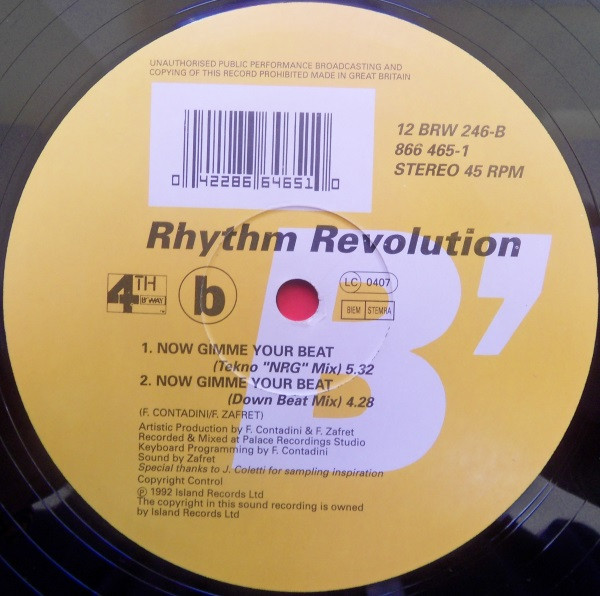 UNAUTHORISED PUBLIC PERFORMANCE BROADCASTING AND
COPYING OF THIS RECORD PROHIBITED MADE IN GREAT BRITAIN
12 BRW 246-B
866 465-1
STEREO 45 RPM
0 42286 64651 0
Rhythm Revolution
4TH
B'WAY
b
LC 0407
BIEM STEMRA
B'
1. NOW GIMME YOUR BEAT
(Tekno "NRG" Mix) 5.32
2. NOW GIMME YOUR BEAT
(Down Beat Mix) 4.28
(F. CONTADINI/F. ZAFRET)
Artistic Production by F. Contadini & F. Zafret
Recorded & Mixed at Palace Recordings Studio
Keyboard Programming by F. Contadini
Sound by Zafret
Special thanks to J. Coletti for sampling inspiration
Copyright Control
℗ 1992 Island Records Ltd
The copyright in this sound recording is owned
by Island Records Ltd